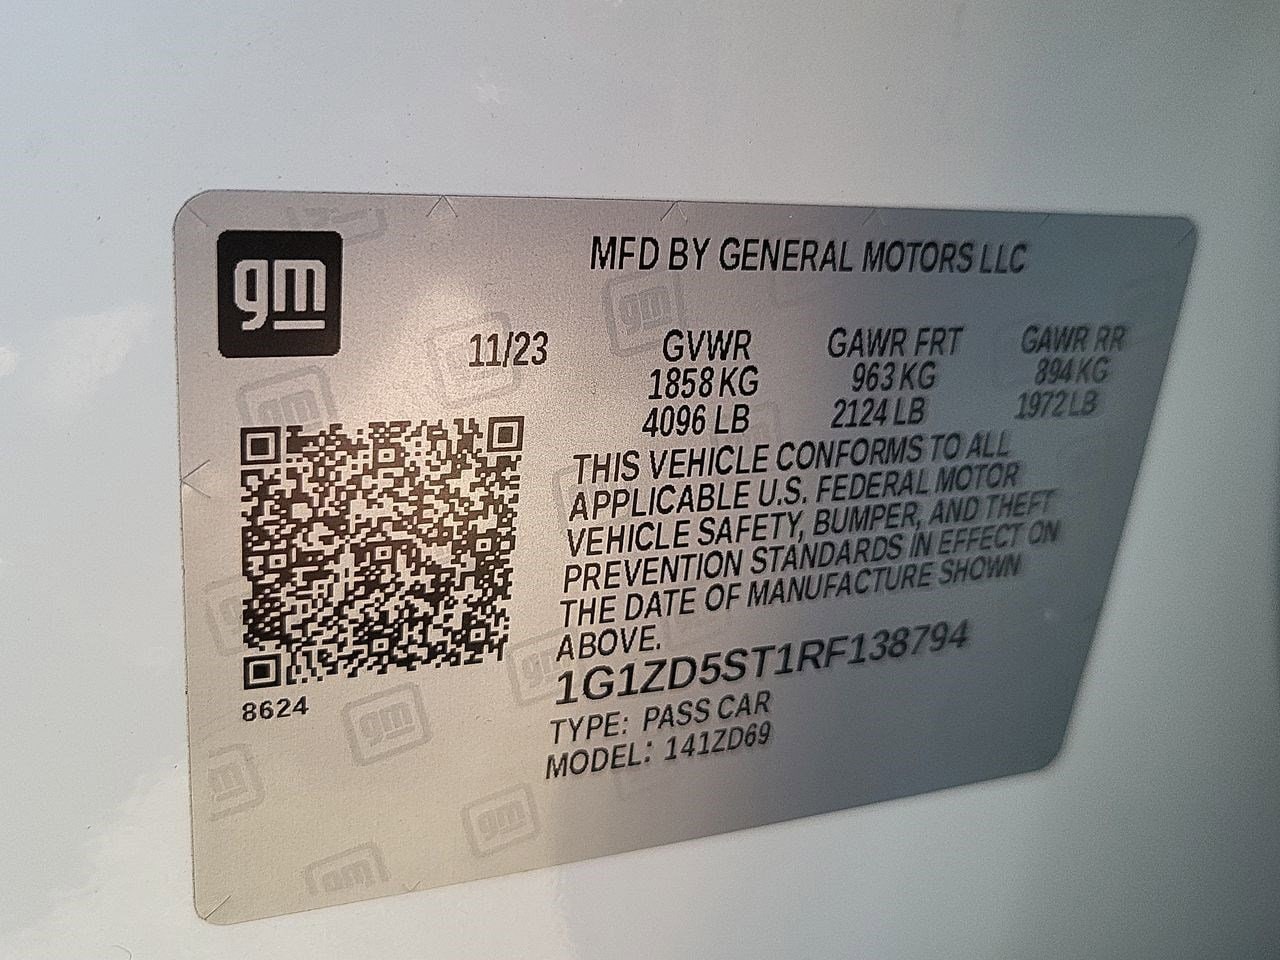 gm
MFD BY GENERAL MOTORS LLC
11/23 GVWR GAWR FRT GAWR RR
1858 KG 963 KG 894 KG
4096 LB 2124 LB 1972 LB
THIS VEHICLE CONFORMS TO ALL
APPLICABLE U.S. FEDERAL MOTOR
VEHICLE SAFETY, BUMPER, AND THEFT
PREVENTION STANDARDS IN EFFECT ON
THE DATE OF MANUFACTURE SHOWN
ABOVE.
1G1ZD5ST1RF138794
TYPE: PASS CAR
MODEL: 141ZD69
8624